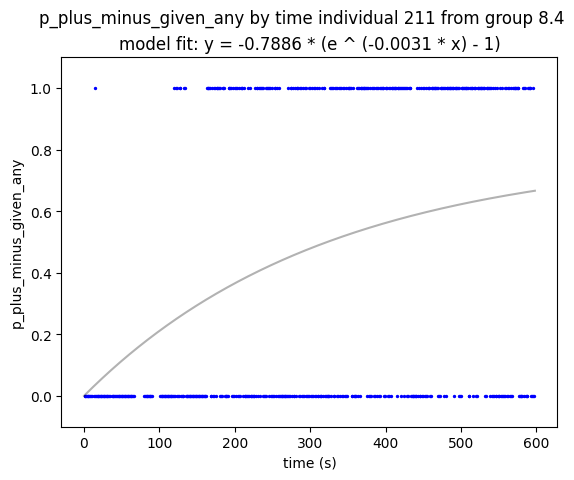 p_plus_minus_given_any by time individual 211 from group 8.4
model fit: y = -0.7886 * (e ^ (-0.0031 * x) - 1)
p_plus_minus_given_any
1.0
0.8
0.6
0.4
0.2
0.0
0 100 200 300 400 500 600
time (s)